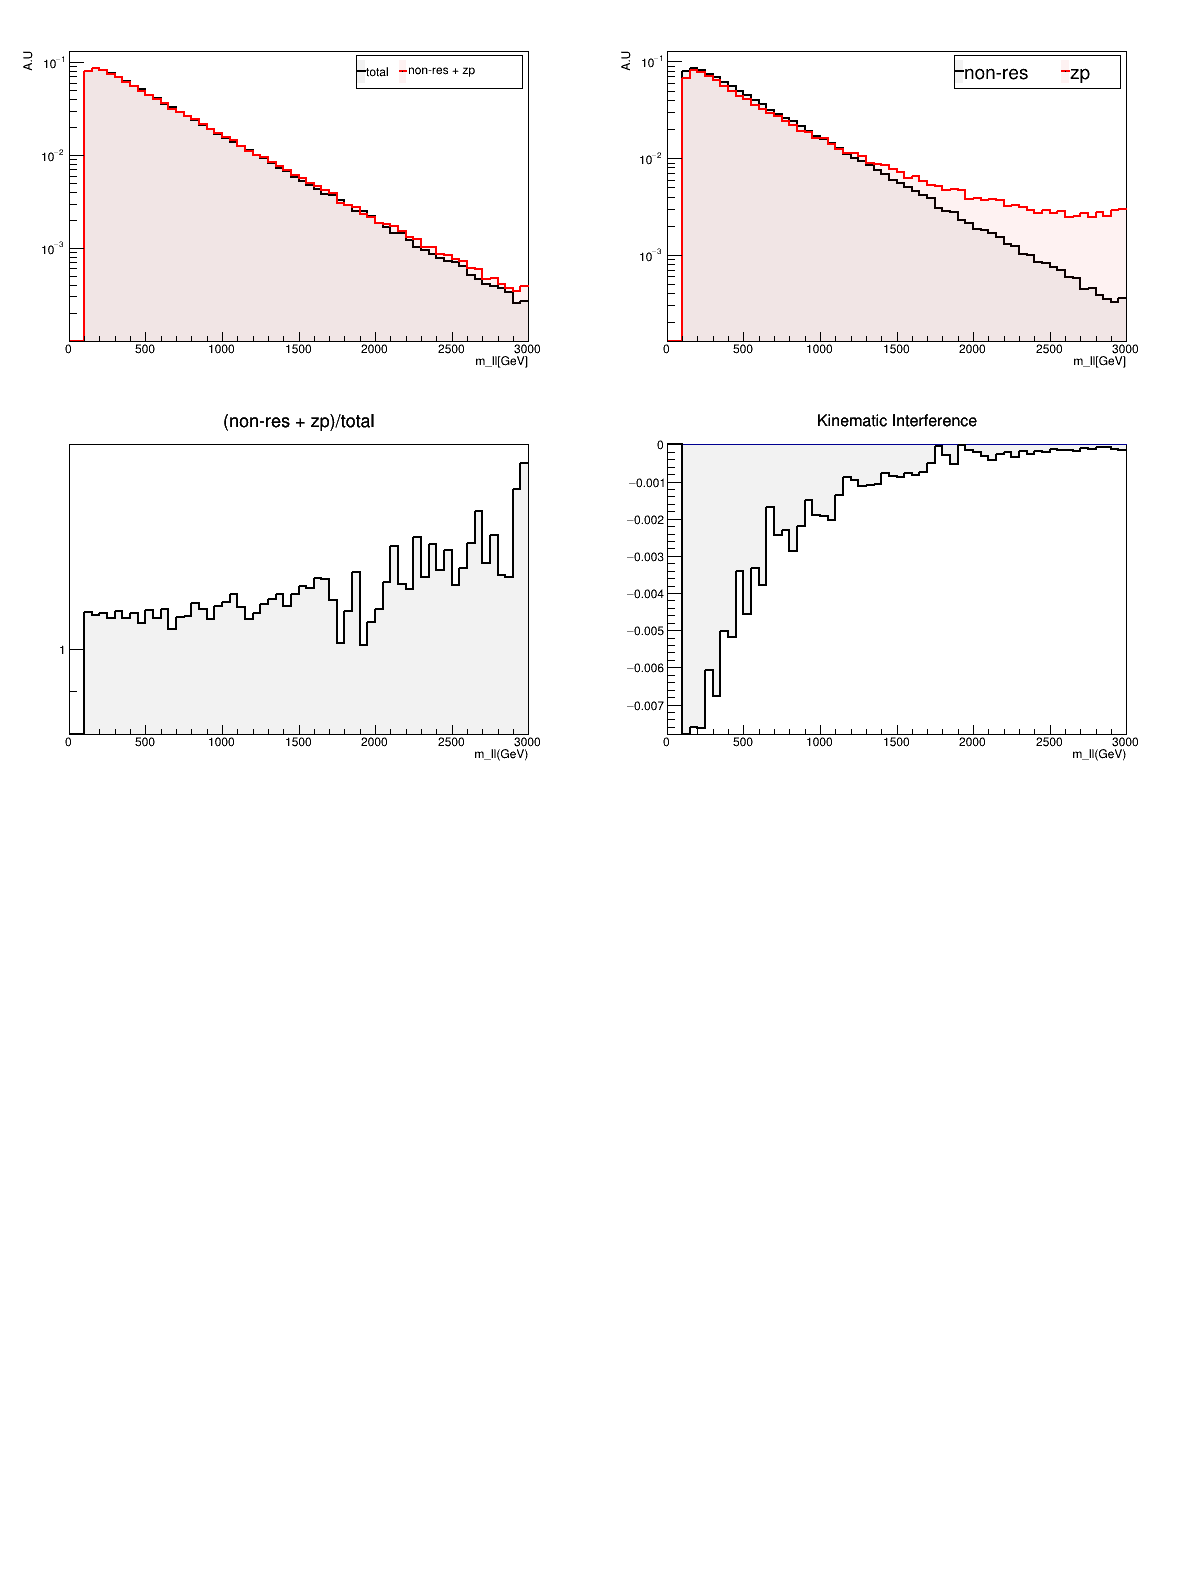 A.U
total non-res + zp
10⁻¹
10⁻²
10⁻³
0 500 1000 1500 2000 2500 3000
m_ll[GeV]
A.U
non-res zp
10⁻¹
10⁻²
10⁻³
0 500 1000 1500 2000 2500 3000
m_ll[GeV]
(non-res + zp)/total
1
0 500 1000 1500 2000 2500 3000
m_ll(GeV)
Kinematic Interference
0
−0.001
−0.002
−0.003
−0.004
−0.005
−0.006
−0.007
0 500 1000 1500 2000 2500 3000
m_ll(GeV)